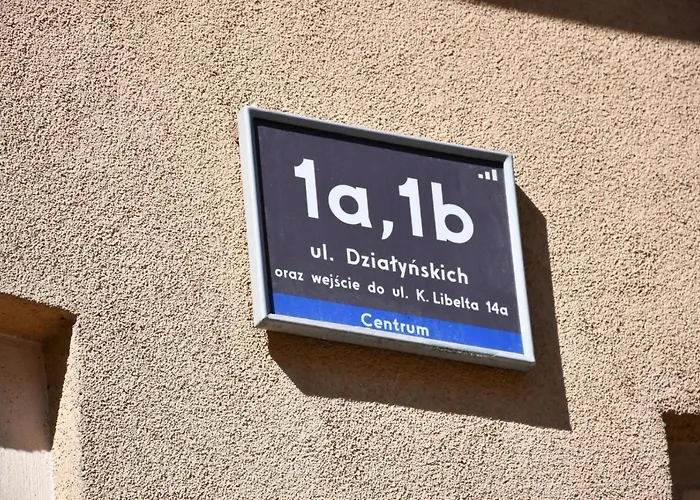 1a, 1b
ul. Działyńskich
oraz wejście do ul. K. Libelta 14a
Centrum